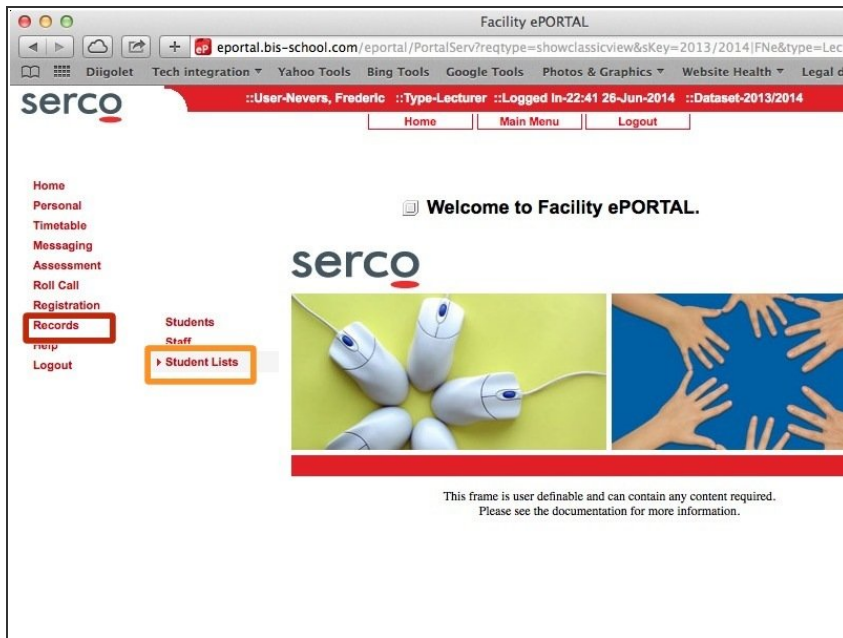 Facility ePORTAL
eportal.bis-school.com/eportal/PortalServ?reqtype=showclassicview&sKey=2013/2014|FNe&type=Lec
Diigolet Tech integration Yahoo Tools Bing Tools Google Tools Photos & Graphics Website Health Legal d
serco
::User-Nevers, Frederic ::Type-Lecturer ::Logged In-22:41 26-Jun-2014 ::Dataset-2013/2014
Home Main Menu Logout
Home
Personal
Timetable
Messaging
Assessment
Roll Call
Registration
Records
Help
Logout
Students
Staff
Student Lists
Welcome to Facility ePORTAL.
serco
This frame is user definable and can contain any content required.
Please see the documentation for more information.